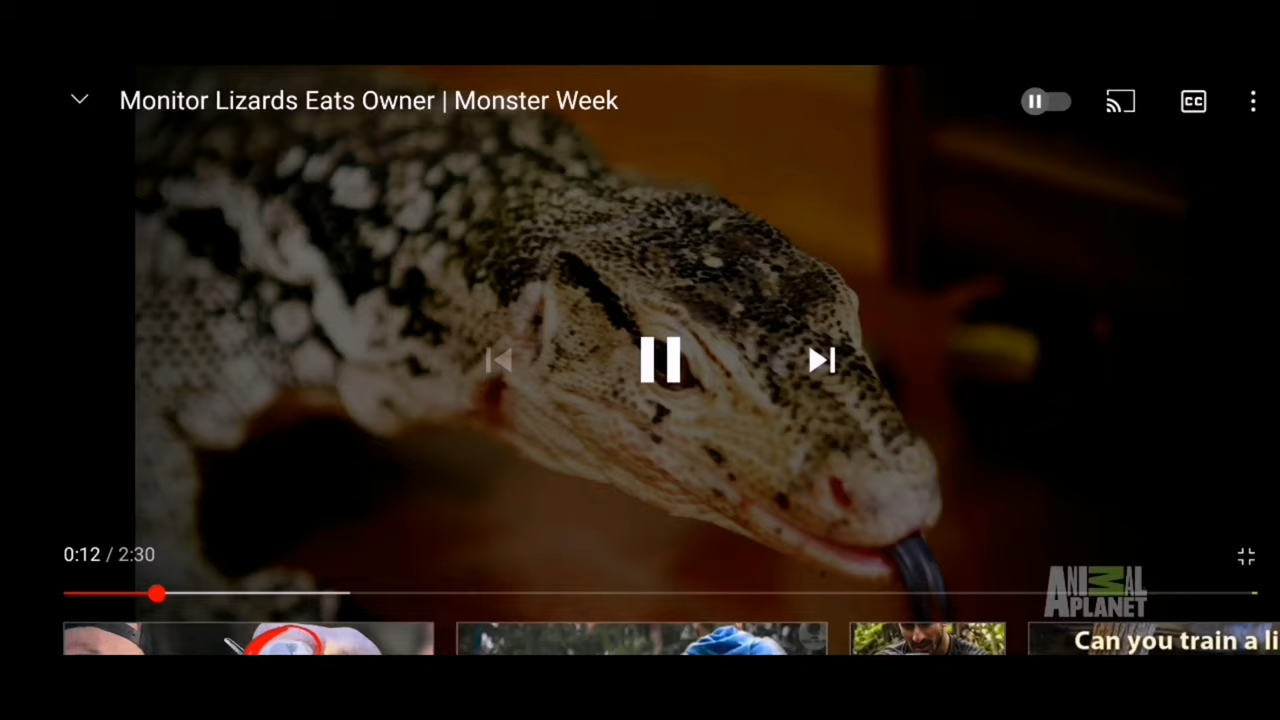 Monitor Lizards Eats Owner | Monster Week
CC
0:12 / 2:30
ANIMAL
PLANET
Can you train a li